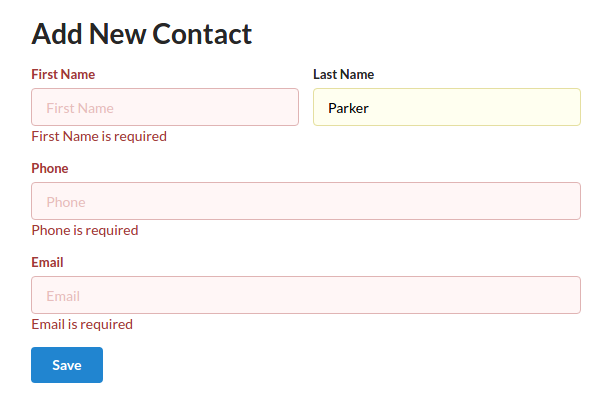 Add New Contact
First Name Last Name
First Name Parker
First Name is required
Phone
Phone
Phone is required
Email
Email
Email is required
Save